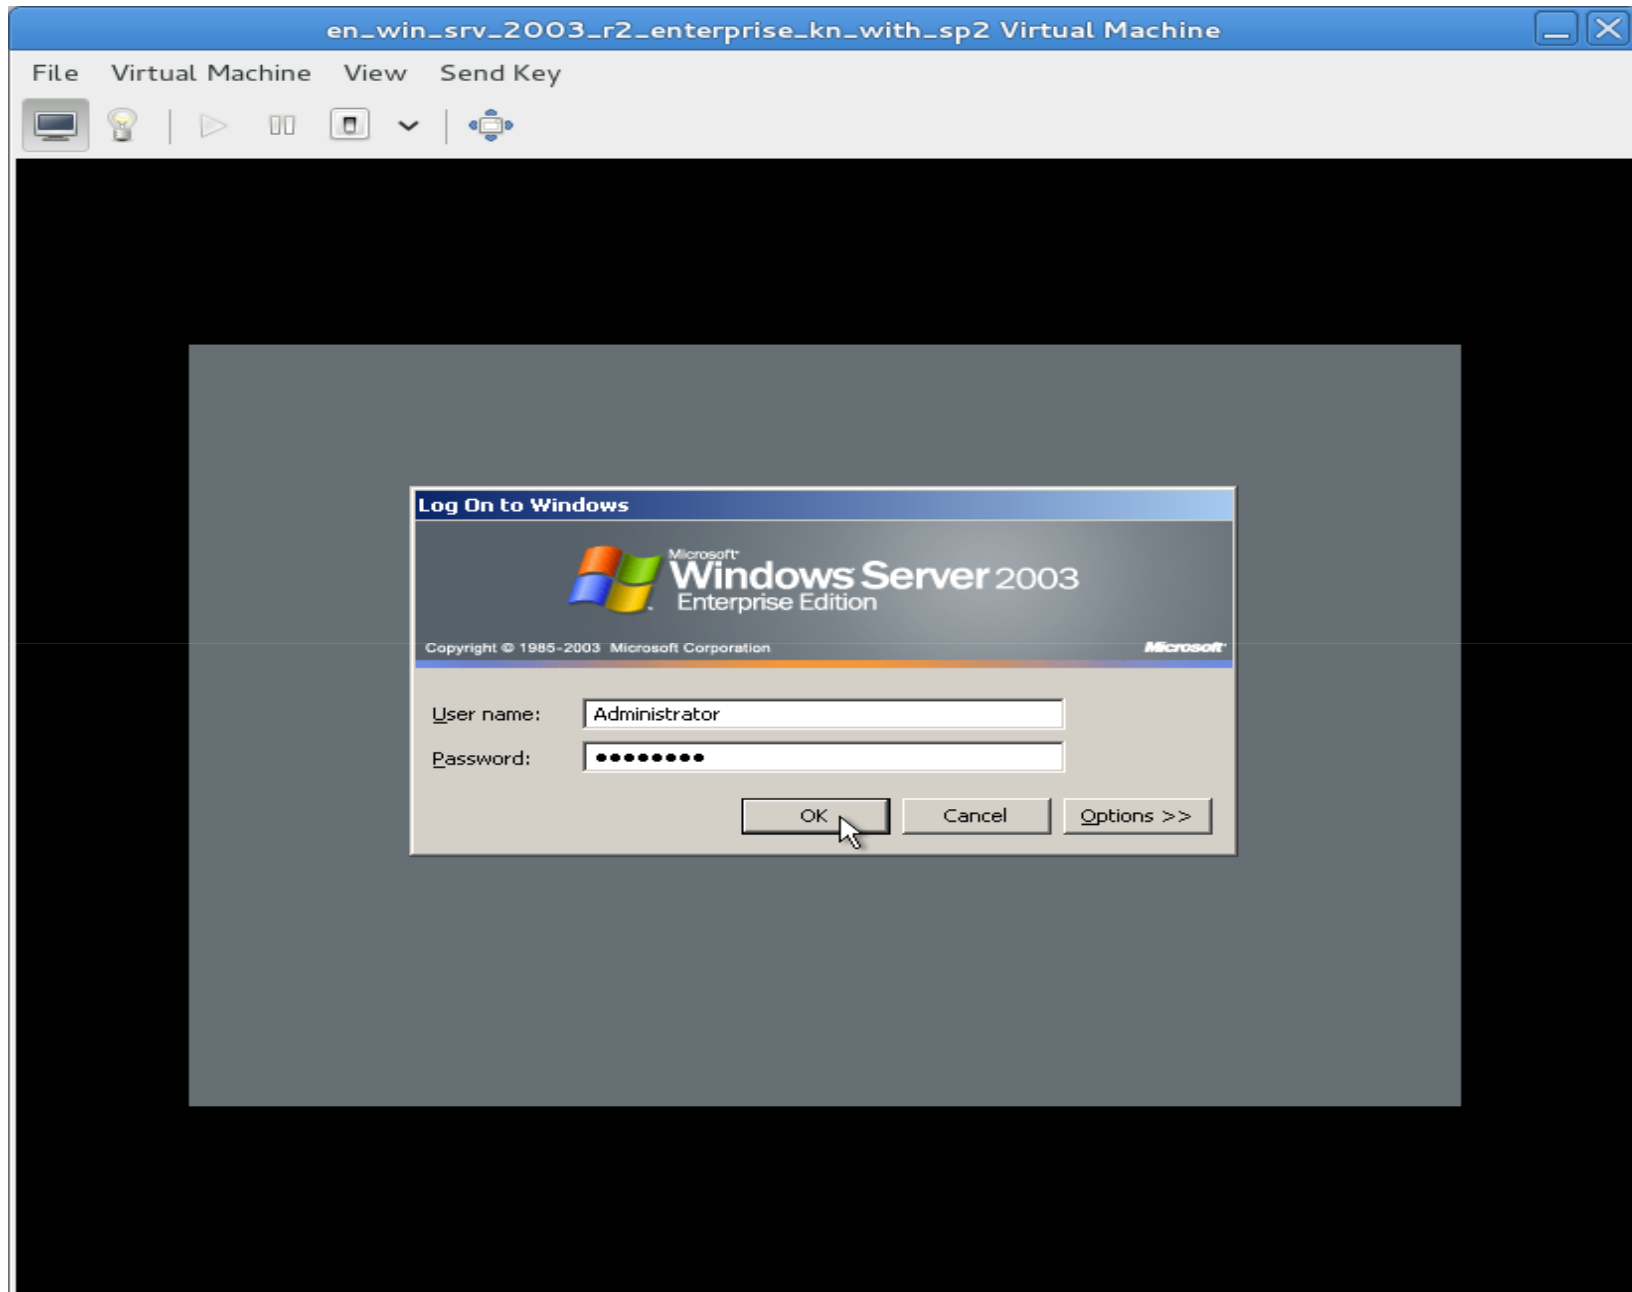 en_win_srv_2003_r2_enterprise_kn_with_sp2 Virtual Machine
File Virtual Machine View Send Key
Log On to Windows
Microsoft
Windows Server 2003
Enterprise Edition
Copyright © 1985-2003 Microsoft Corporation Microsoft
User name: Administrator
Password: ••••••••
OK Cancel Options >>